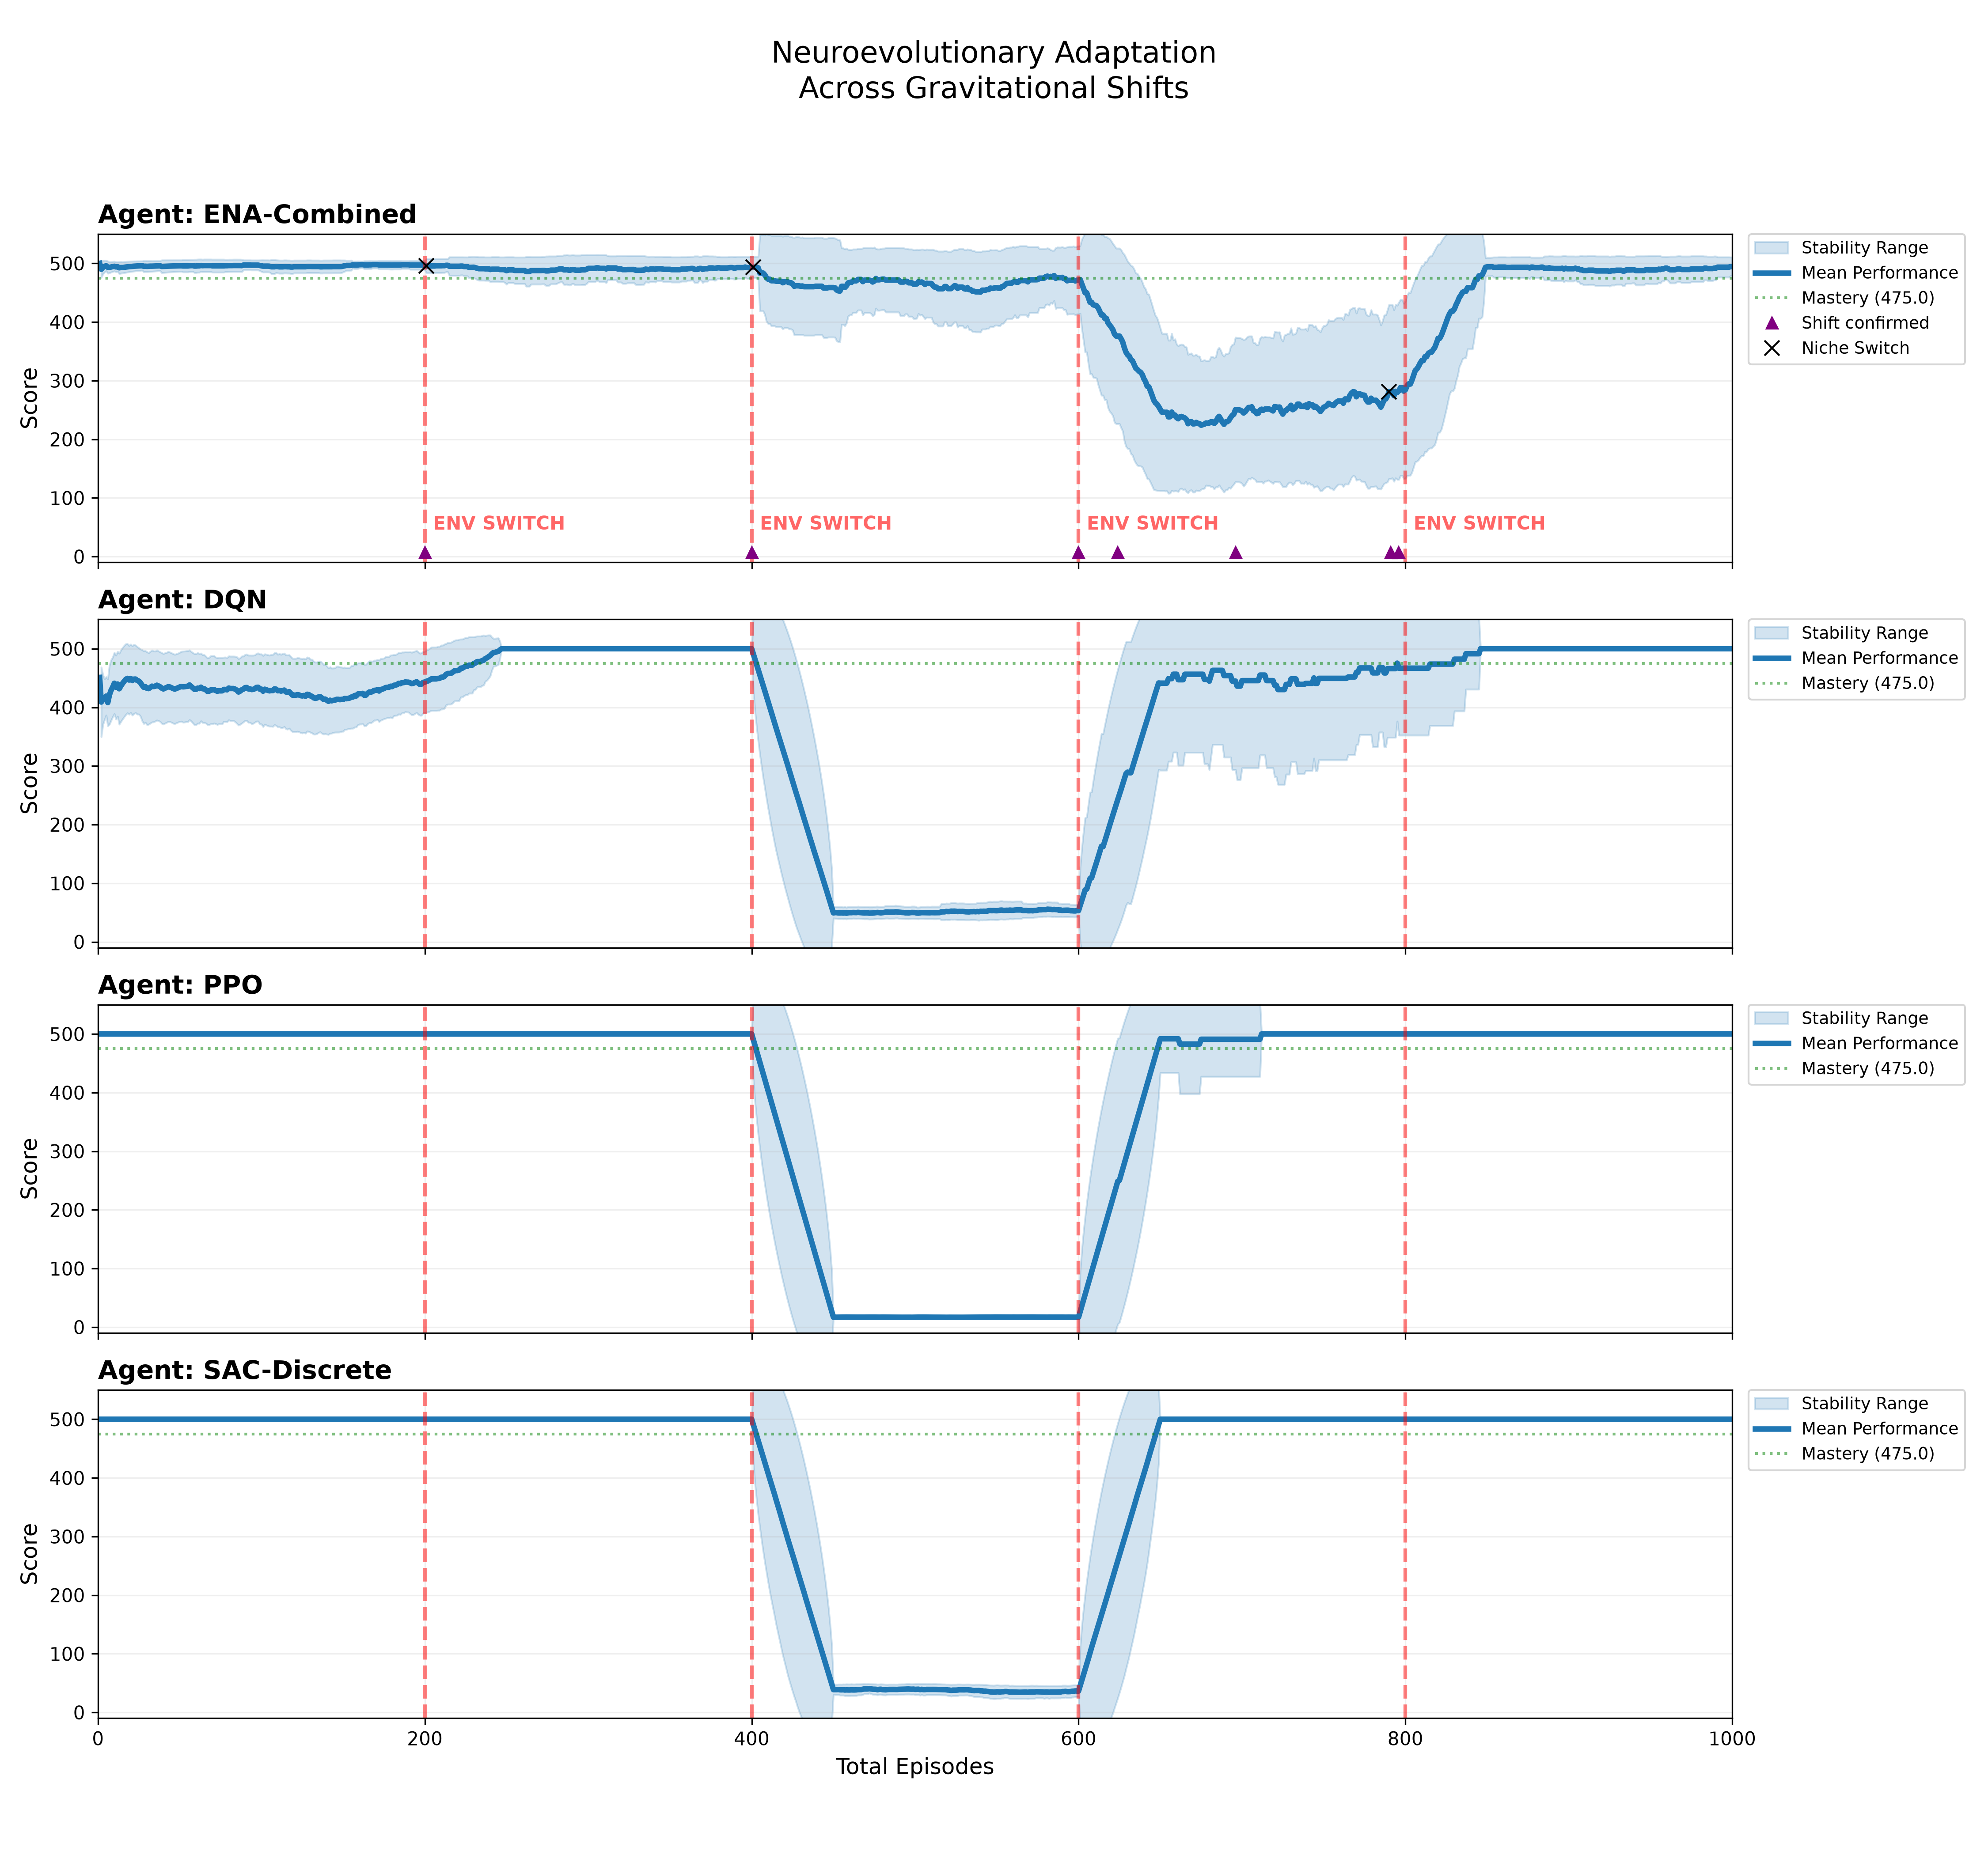 Neuroevolutionary Adaptation
Across Gravitational Shifts
Agent: ENA-Combined
500
400
300
200
100
0
Score
ENV SWITCH
ENV SWITCH
ENV SWITCH
ENV SWITCH
Stability Range
Mean Performance
Mastery (475.0)
Shift confirmed
Niche Switch
Agent: DQN
500
400
300
200
100
0
Score
Stability Range
Mean Performance
Mastery (475.0)
Agent: PPO
500
400
300
200
100
0
Score
Stability Range
Mean Performance
Mastery (475.0)
Agent: SAC-Discrete
500
400
300
200
100
0
Score
Stability Range
Mean Performance
Mastery (475.0)
0 200 400 600 800 1000
Total Episodes